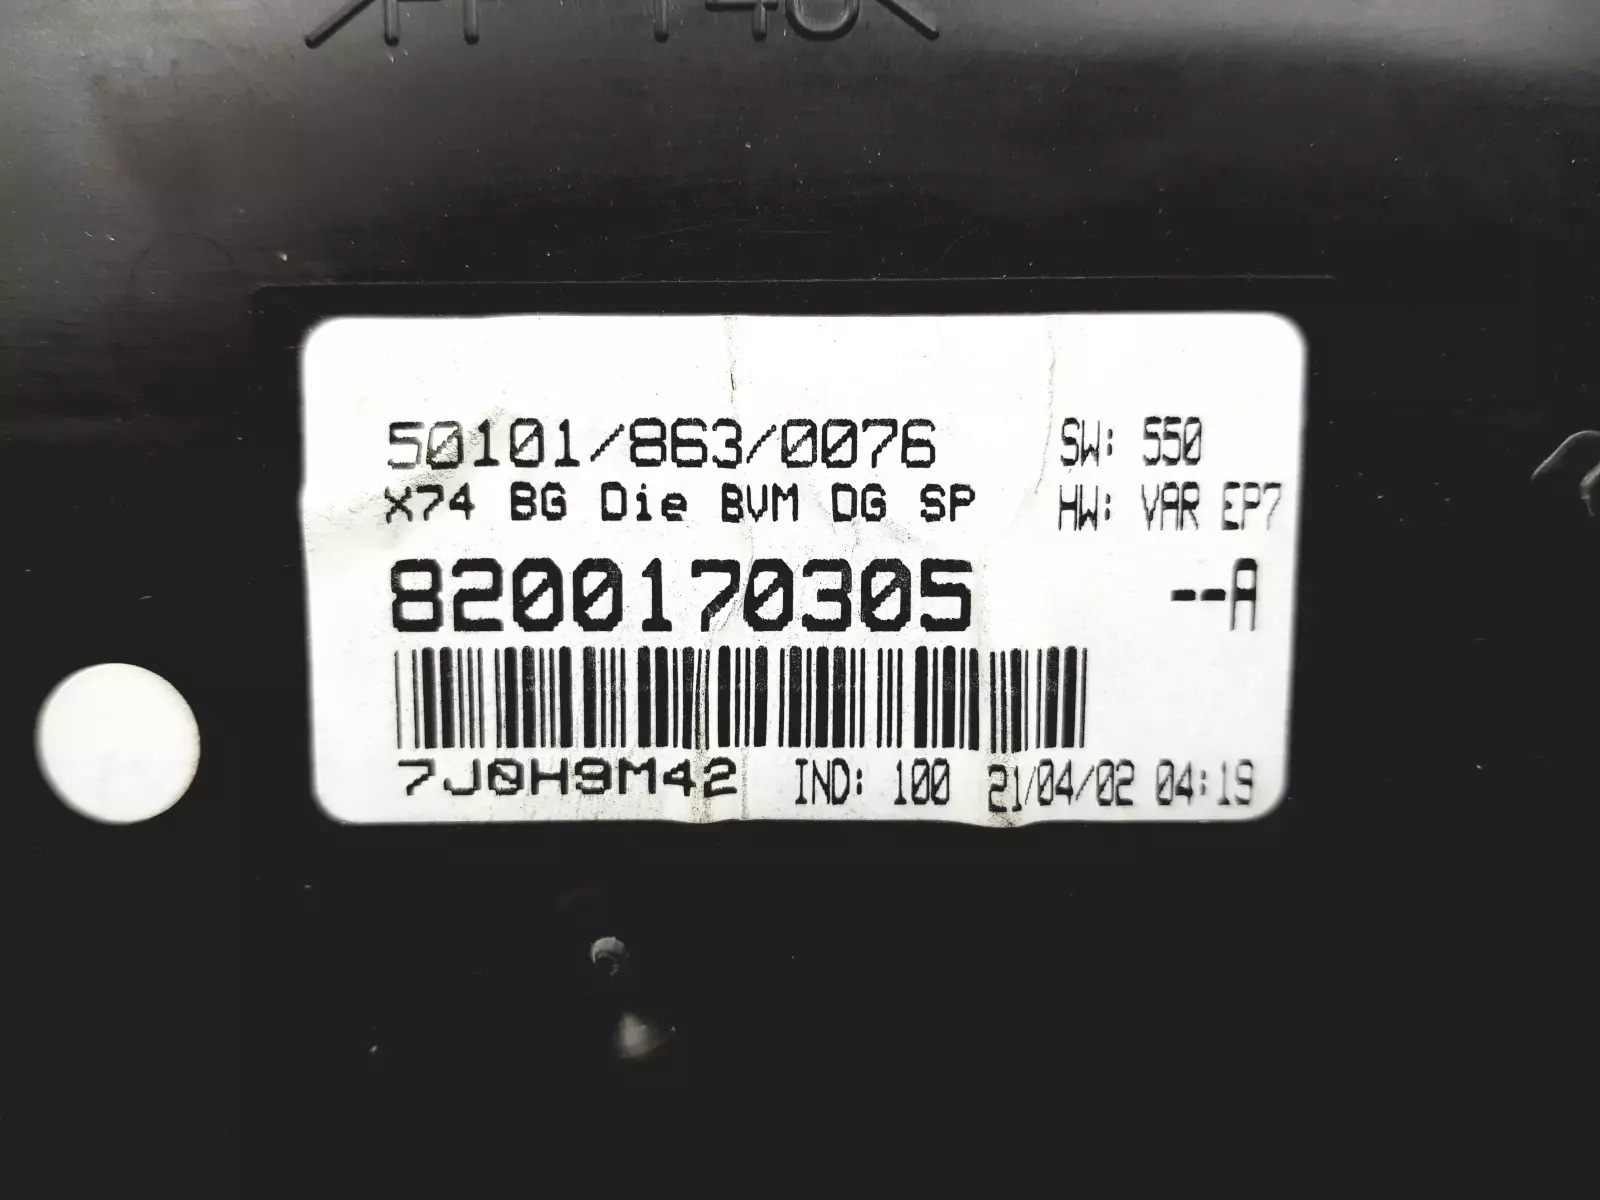 50101/863/0076 SW: 550
X74 BG Die BVM DG SP HW: VAR EP7
8200170305 --A
7J0H9M42 IND: 100 21/04/02 04:19